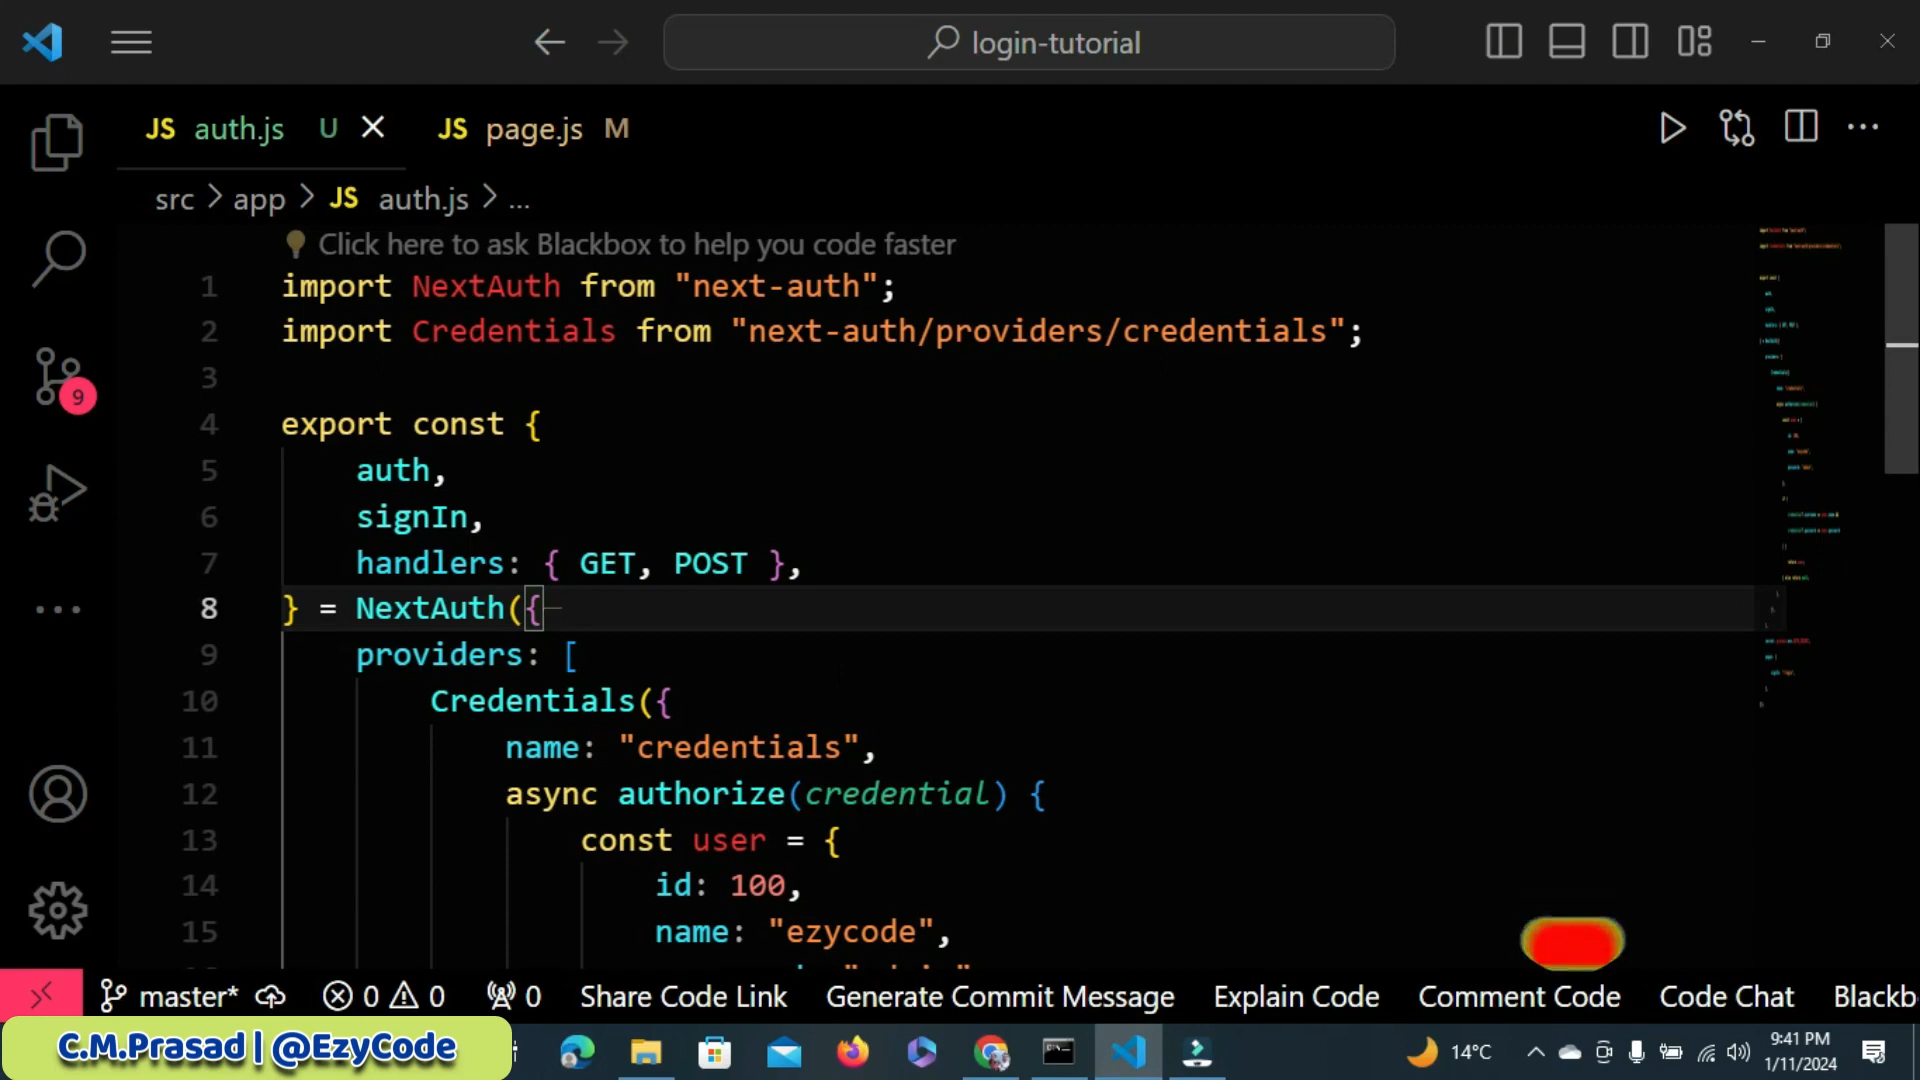 login-tutorial
JS auth.js U
JS page.js M
src > app > JS auth.js > ...
Click here to ask Blackbox to help you code faster
1 import NextAuth from "next-auth";
2 import Credentials from "next-auth/providers/credentials";
3
4 export const {
5 auth,
6 signIn,
7 handlers: { GET, POST },
8 } = NextAuth({
9 providers: [
10 Credentials({
11 name: "credentials",
12 async authorize(credential) {
13 const user = {
14 id: 100,
15 name: "ezycode",
9
master* 0 0 0 Share Code Link Generate Commit Message Explain Code Comment Code Code Chat Blackb
C.M.Prasad | @EzyCode
14°C
9:41 PM
1/11/2024